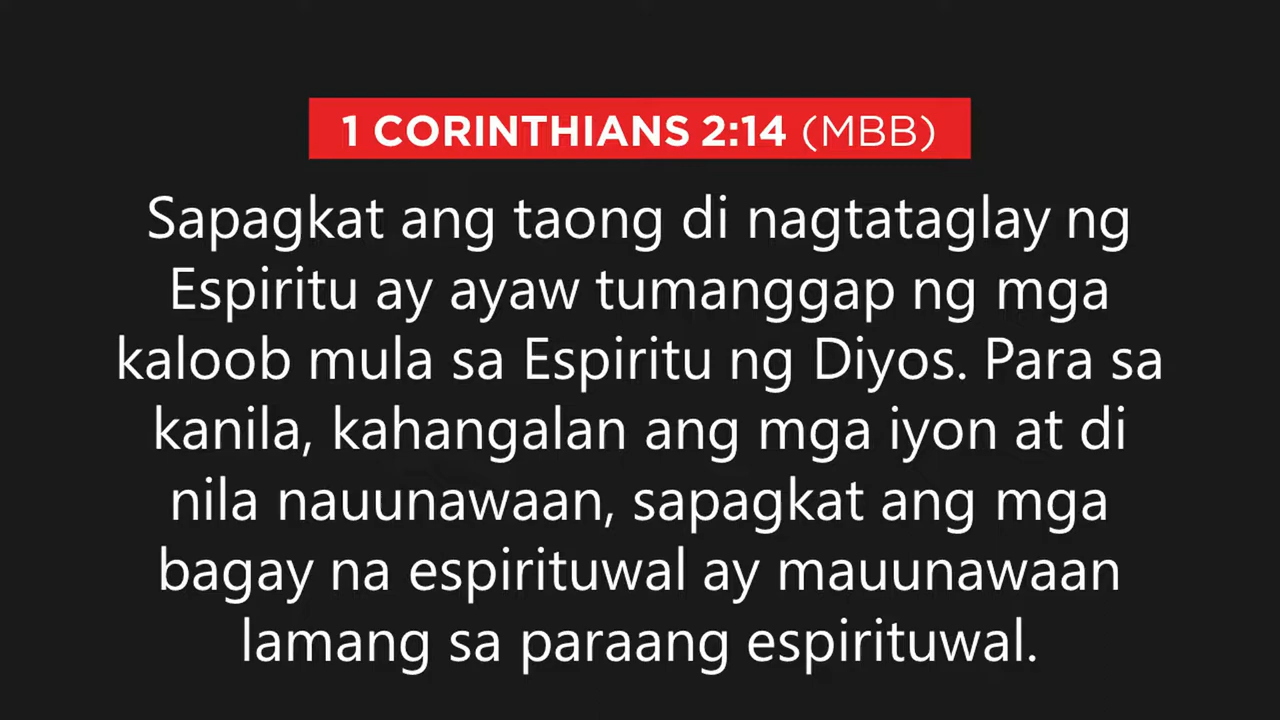 1 CORINTHIANS 2:14 (MBB)
Sapagkat ang taong di nagtataglay ng
Espiritu ay ayaw tumanggap ng mga
kaloob mula sa Espiritu ng Diyos. Para sa
kanila, kahangalan ang mga iyon at di
nila nauunawaan, sapagkat ang mga
bagay na espirituwal ay mauunawaan
lamang sa paraang espirituwal.